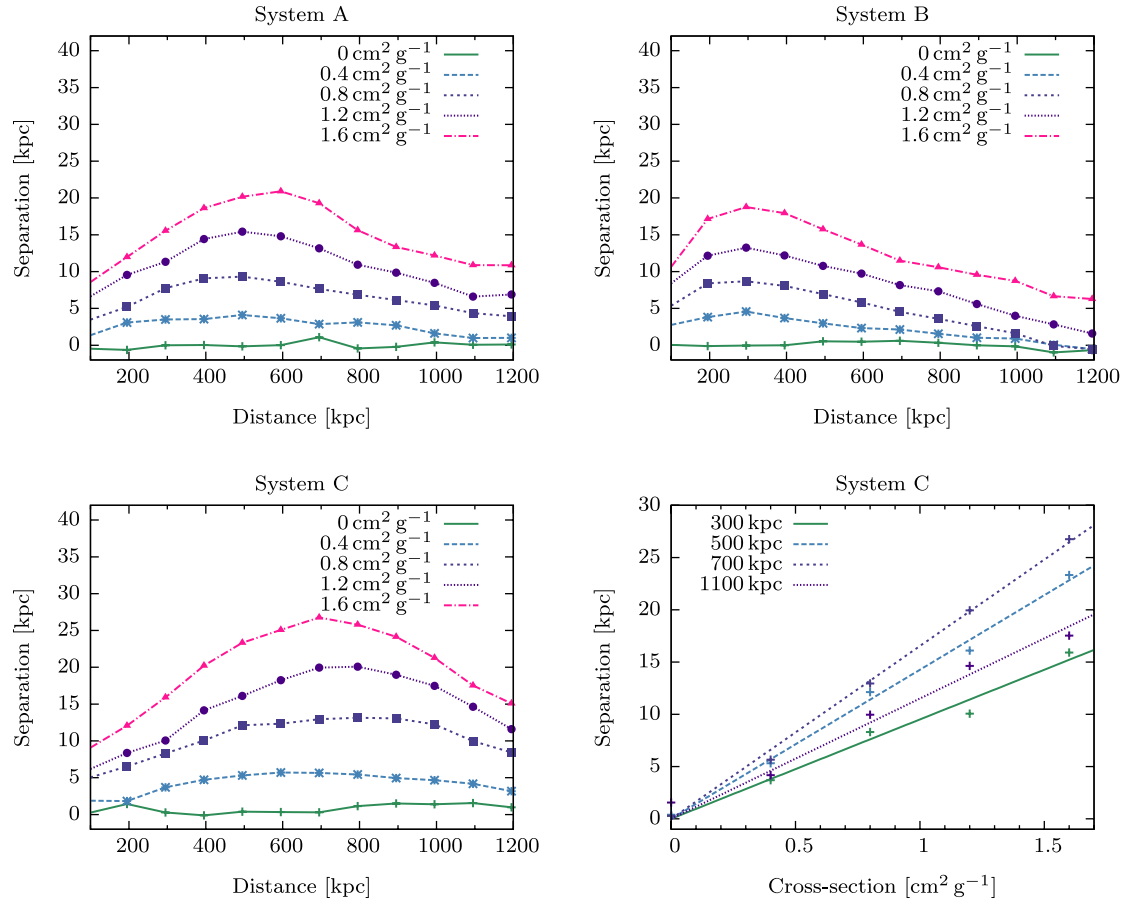 System A
40
35
30
25
20
15
10
5
0
Separation [kpc]
0 cm² g⁻¹
0.4 cm² g⁻¹
0.8 cm² g⁻¹
1.2 cm² g⁻¹
1.6 cm² g⁻¹
200 400 600 800 1000 1200
Distance [kpc]
System B
40
35
30
25
20
15
10
5
0
Separation [kpc]
0 cm² g⁻¹
0.4 cm² g⁻¹
0.8 cm² g⁻¹
1.2 cm² g⁻¹
1.6 cm² g⁻¹
200 400 600 800 1000 1200
Distance [kpc]
System C
40
35
30
25
20
15
10
5
0
Separation [kpc]
0 cm² g⁻¹
0.4 cm² g⁻¹
0.8 cm² g⁻¹
1.2 cm² g⁻¹
1.6 cm² g⁻¹
200 400 600 800 1000 1200
Distance [kpc]
System C
30
25
20
15
10
5
0
Separation [kpc]
300 kpc
500 kpc
700 kpc
1100 kpc
0 0.5 1 1.5
Cross-section [cm² g⁻¹]